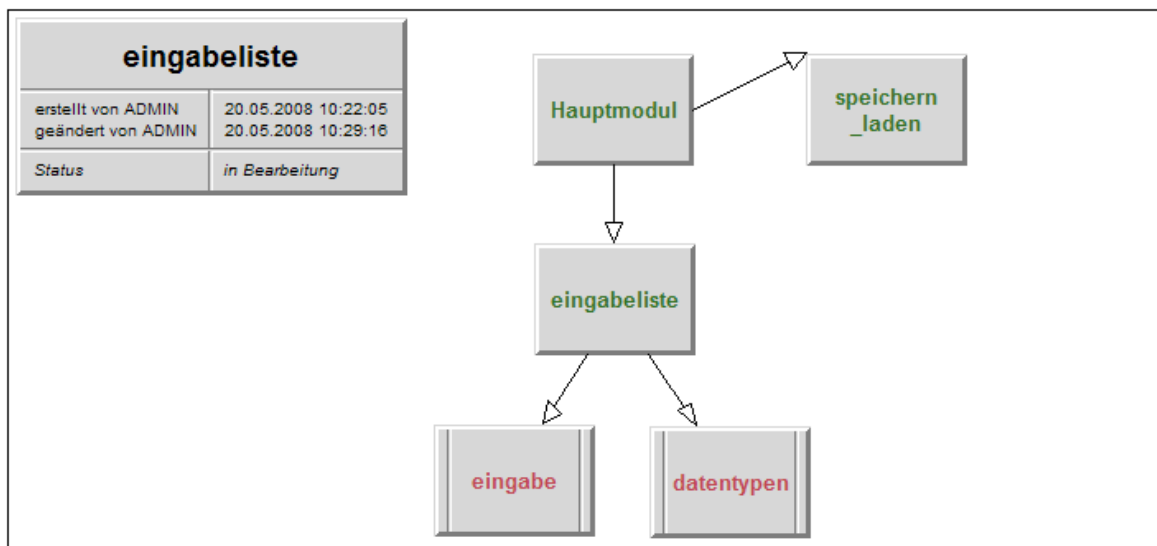 eingabeliste
erstellt von ADMIN 20.05.2008 10:22:05
geändert von ADMIN 20.05.2008 10:29:16
Status in Bearbeitung
Hauptmodul
speichern
_laden
eingabeliste
eingabe
datentypen